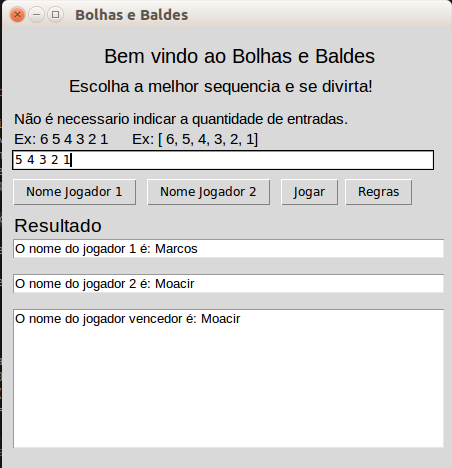 Bolhas e Baldes
Bem vindo ao Bolhas e Baldes
Escolha a melhor sequencia e se divirta!
Não é necessario indicar a quantidade de entradas.
Ex: 6 5 4 3 2 1 Ex: [ 6, 5, 4, 3, 2, 1]
5 4 3 2 1
Nome Jogador 1 Nome Jogador 2 Jogar Regras
Resultado
O nome do jogador 1 é: Marcos
O nome do jogador 2 é: Moacir
O nome do jogador vencedor é: Moacir